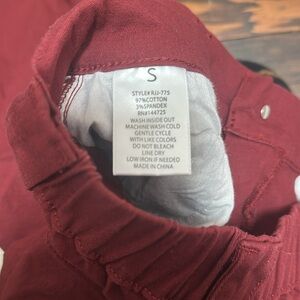 S
STYLE# RJJ-775
97%COTTON
3%SPANDEX
RN#144725
WASH INSIDE OUT
MACHINE WASH COLD
GENTLE CYCLE
WITH LIKE COLORS
DO NOT BLEACH
LINE DRY
LOW IRON IF NEEDED
MADE IN CHINA